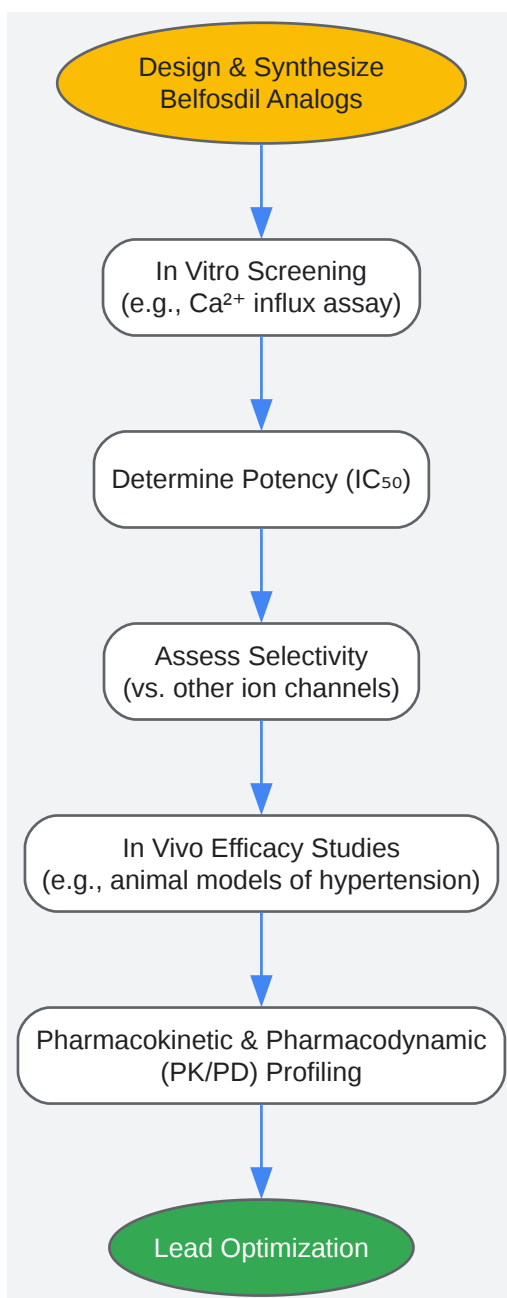 Design & Synthesize
Belfosdil Analogs
In Vitro Screening
(e.g., Ca²⁺ influx assay)
Determine Potency (IC₅₀)
Assess Selectivity
(vs. other ion channels)
In Vivo Efficacy Studies
(e.g., animal models of hypertension)
Pharmacokinetic & Pharmacodynamic
(PK/PD) Profiling
Lead Optimization